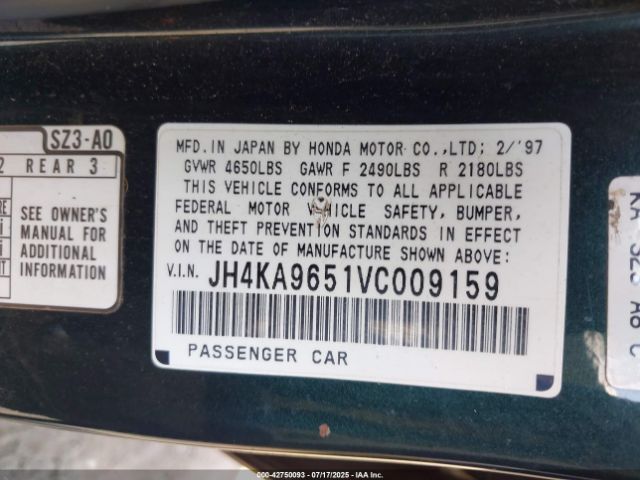 SZ3-A0
2 REAR 3
SEE OWNER'S
MANUAL FOR
ADDITIONAL
INFORMATION
MFD. IN JAPAN BY HONDA MOTOR CO.,LTD; 2/'97
GVWR 4650LBS GAWR F 2490LBS R 2180LBS
THIS VEHICLE CONFORMS TO ALL APPLICABLE
FEDERAL MOTOR VEHICLE SAFETY, BUMPER,
AND THEFT PREVENTION STANDARDS IN EFFECT
ON THE DATE OF MANUFACTURE SHOWN ABOVE:
V.I.N. JH4KA9651VC009159
PASSENGER CAR
000-42750093 - 07/17/2025 - IAA Inc.